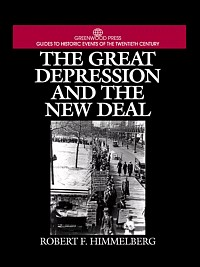 GREENWOOD PRESS
GUIDES TO HISTORIC EVENTS OF THE TWENTIETH CENTURY
THE GREAT
DEPRESSION
AND THE
NEW DEAL
ROBERT F. HIMMELBERG